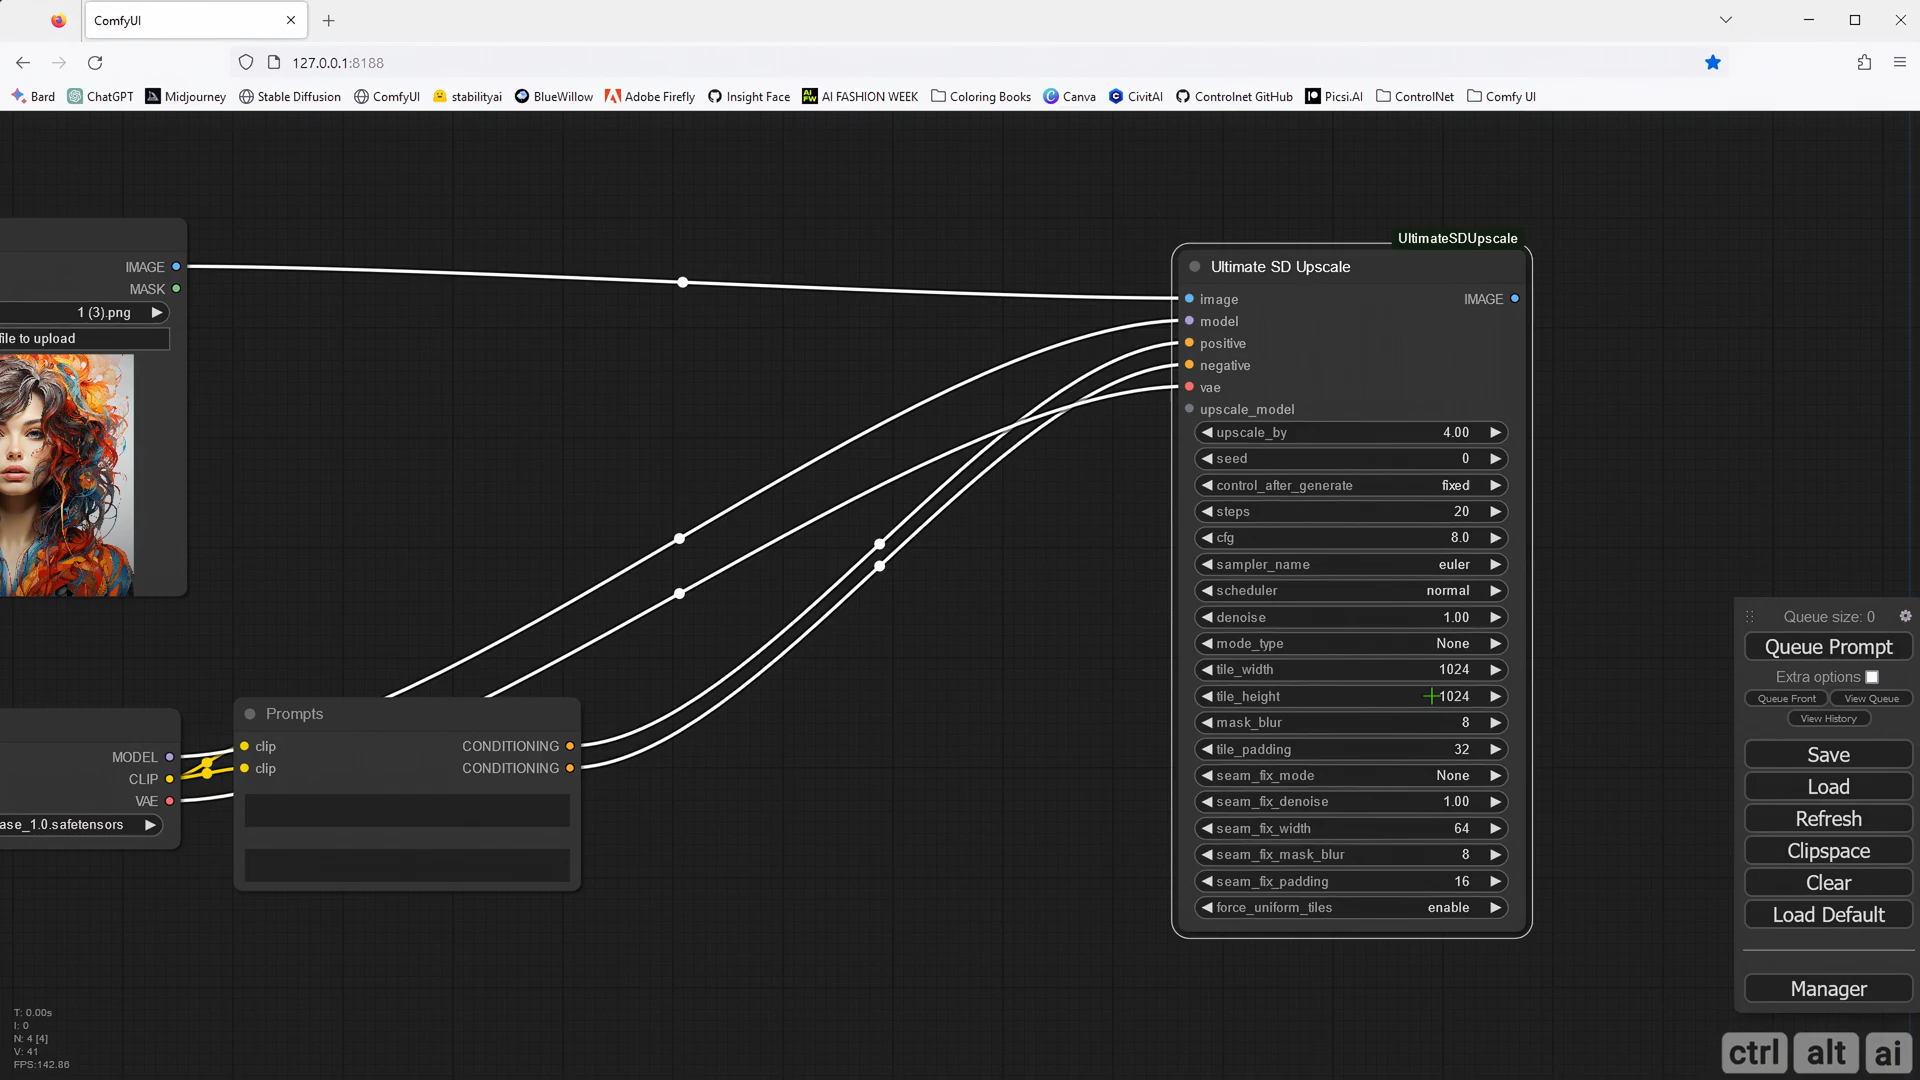 ComfyUI
127.0.0.1:8188
Bard
ChatGPT
Midjourney
Stable Diffusion
ComfyUI
stabilityai
BlueWillow
Adobe Firefly
Insight Face
AI FASHION WEEK
Coloring Books
Canva
CivitAI
Controlnet GitHub
Picsi.AI
ControlNet
Comfy UI
IMAGE
MASK
1 (3).png
file to upload
MODEL
CLIP
VAE
ase_1.0.safetensors
Prompts
clip CONDITIONING
clip CONDITIONING
UltimateSDUpscale
Ultimate SD Upscale
image IMAGE
model
positive
negative
vae
upscale_model
upscale_by 4.00
seed 0
control_after_generate fixed
steps 20
cfg 8.0
sampler_name euler
scheduler normal
denoise 1.00
mode_type None
tile_width 1024
tile_height 1024
mask_blur 8
tile_padding 32
seam_fix_mode None
seam_fix_denoise 1.00
seam_fix_width 64
seam_fix_mask_blur 8
seam_fix_padding 16
force_uniform_tiles enable
Queue size: 0
Queue Prompt
Extra options
Queue Front View Queue
View History
Save
Load
Refresh
Clipspace
Clear
Load Default
Manager
T: 0.00s
I: 0
N: 4 [4]
V: 41
FPS:142.86
ctrl alt ai